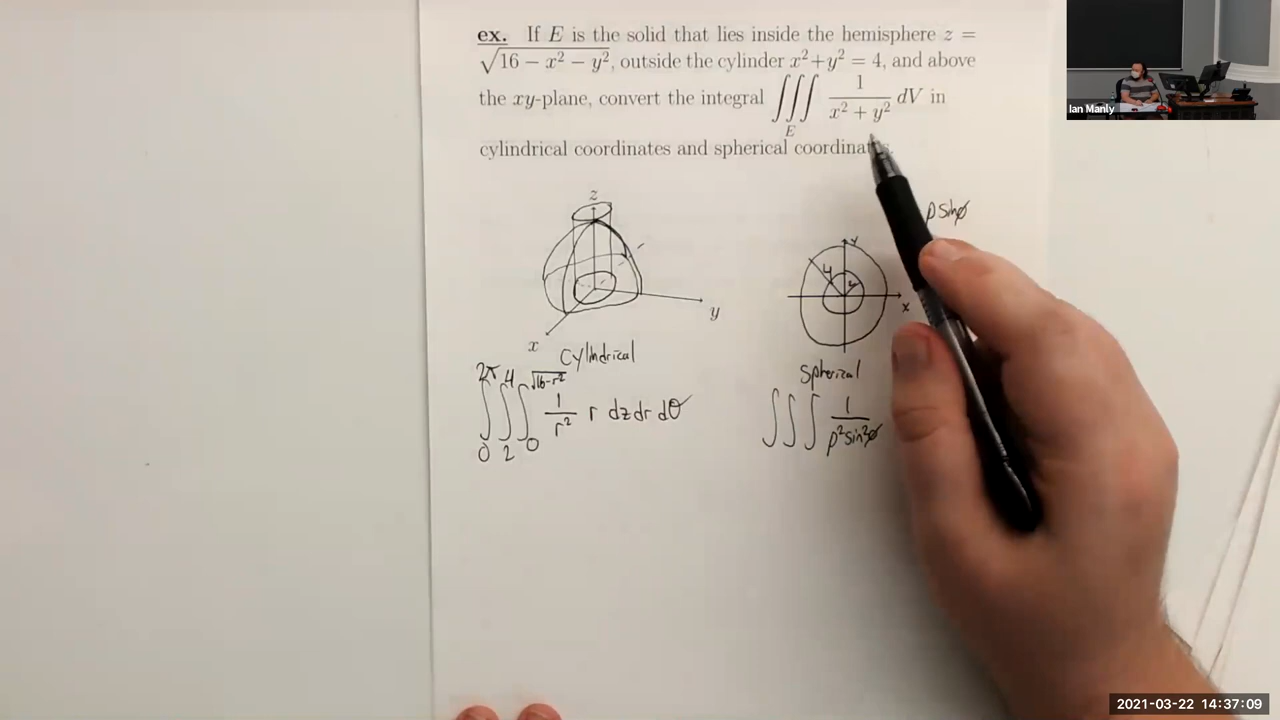 ex. If E is the solid that lies inside the hemisphere z =
√16 − x² − y², outside the cylinder x²+y² = 4, and above
the xy-plane, convert the integral ∭_E 1/(x² + y²) dV in
cylindrical coordinates and spherical coordinates.
Ian Manly
z
y
x
ρ sinφ
y
4
x
Cylindrical
∫₀^2π ∫₂^4 ∫₀^√16-r² 1/r² r dz dr dθ
Spherical
∫∫∫ 1/(ρ² sin²φ)
2021-03-22 14:37:09